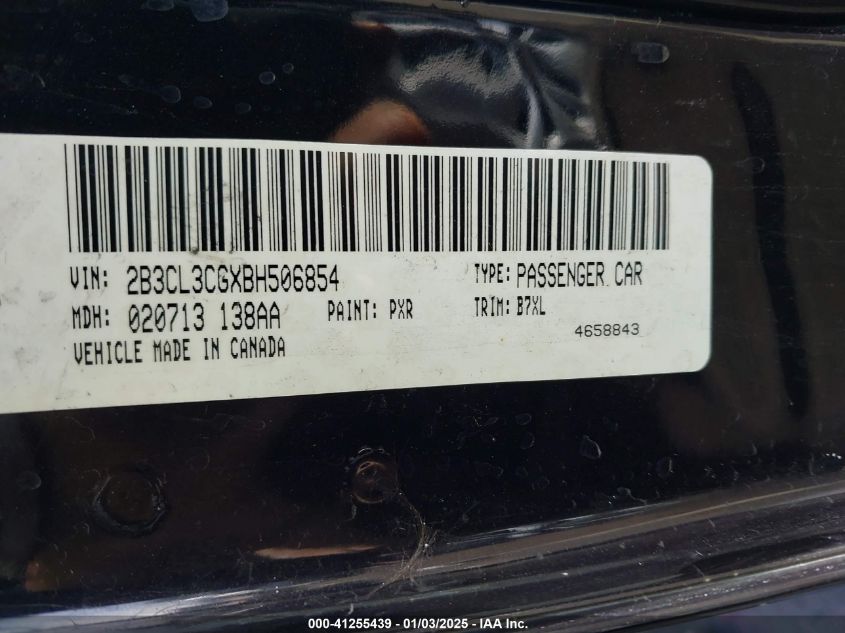 VIN: 2B3CL3CGXBH506854 TYPE: PASSENGER CAR
MDH: 020713 138AA PAINT: PXR TRIM: B7XL
VEHICLE MADE IN CANADA 4658843
000-41255439 - 01/03/2025 - IAA Inc.